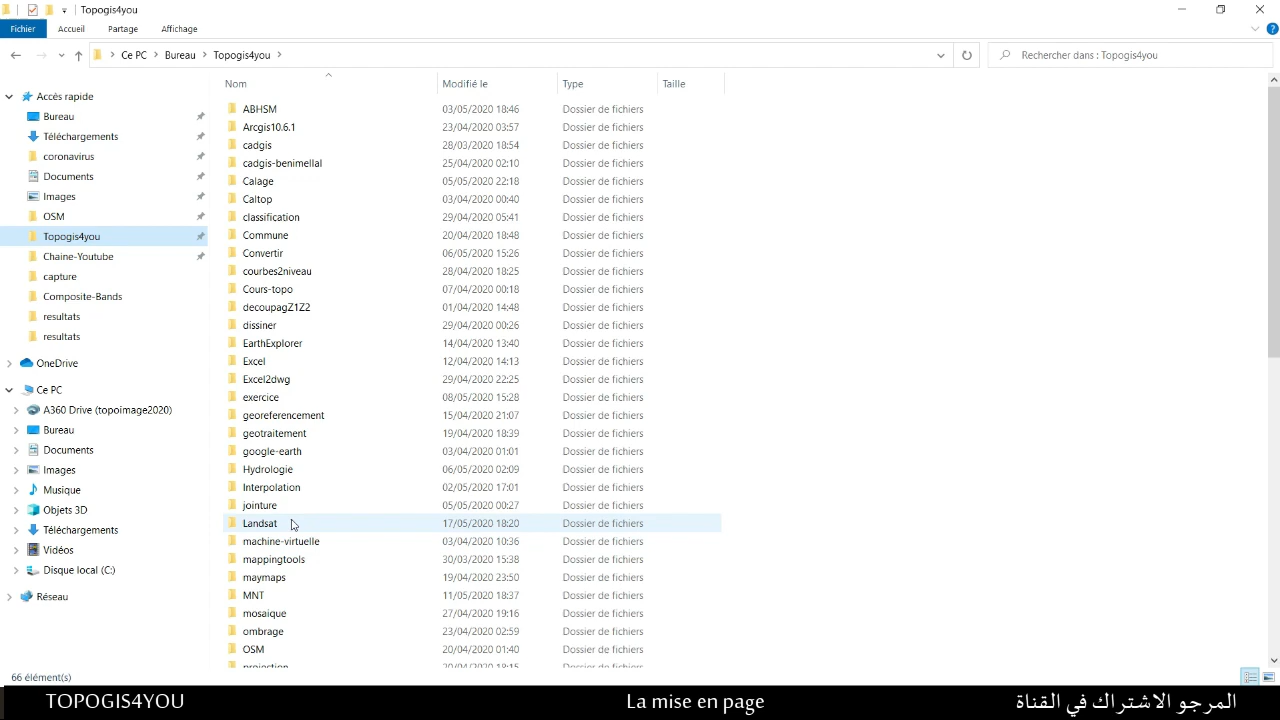 Topogis4you
Fichier Accueil Partage Affichage
Ce PC Bureau Topogis4you Rechercher dans : Topogis4you
Nom Modifié le Type Taille
Accès rapide
Bureau
Téléchargements
coronavirus
Documents
Images
OSM
Topogis4you
Chaine-Youtube
capture
Composite-Bands
resultats
resultats
OneDrive
Ce PC
A360 Drive (topoimage2020)
Bureau
Documents
Images
Musique
Objets 3D
Téléchargements
Vidéos
Disque local (C:)
Réseau
ABHSM 03/05/2020 18:46 Dossier de fichiers
Arcgis10.6.1 23/04/2020 03:57 Dossier de fichiers
cadgis 28/03/2020 18:54 Dossier de fichiers
cadgis-benimellal 25/04/2020 02:10 Dossier de fichiers
Calage 05/05/2020 22:18 Dossier de fichiers
Caltop 03/04/2020 00:40 Dossier de fichiers
classification 29/04/2020 05:41 Dossier de fichiers
Commune 20/04/2020 18:48 Dossier de fichiers
Convertir 06/05/2020 15:26 Dossier de fichiers
courbes2niveau 28/04/2020 18:25 Dossier de fichiers
Cours-topo 07/04/2020 00:18 Dossier de fichiers
decoupagZ1Z2 01/04/2020 14:48 Dossier de fichiers
dissiner 29/04/2020 00:26 Dossier de fichiers
EarthExplorer 14/04/2020 13:40 Dossier de fichiers
Excel 12/04/2020 14:13 Dossier de fichiers
Excel2dwg 29/04/2020 22:25 Dossier de fichiers
exercice 08/05/2020 15:28 Dossier de fichiers
georeferencement 15/04/2020 21:07 Dossier de fichiers
geotraitement 19/04/2020 18:39 Dossier de fichiers
google-earth 03/04/2020 01:01 Dossier de fichiers
Hydrologie 06/05/2020 02:09 Dossier de fichiers
Interpolation 02/05/2020 17:01 Dossier de fichiers
jointure 05/05/2020 00:27 Dossier de fichiers
Landsat 17/05/2020 18:20 Dossier de fichiers
machine-virtuelle 03/04/2020 10:36 Dossier de fichiers
mappingtools 30/03/2020 15:38 Dossier de fichiers
maymaps 19/04/2020 23:50 Dossier de fichiers
MNT 11/05/2020 18:37 Dossier de fichiers
mosaique 27/04/2020 19:16 Dossier de fichiers
ombrage 23/04/2020 02:59 Dossier de fichiers
OSM 20/04/2020 01:40 Dossier de fichiers
projection 20/04/2020 18:15 Dossier de fichiers
66 élément(s)
TOPOGIS4YOU La mise en page المرجو الاشتراك في القناة